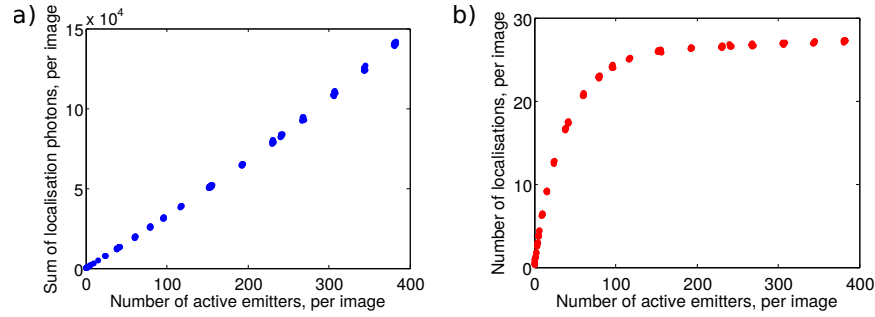 a)
x 10⁴
15
10
5
0
0 100 200 300 400
Sum of localisation photons, per image
Number of active emitters, per image
b)
30
20
10
0
0 100 200 300 400
Number of localisations, per image
Number of active emitters, per image